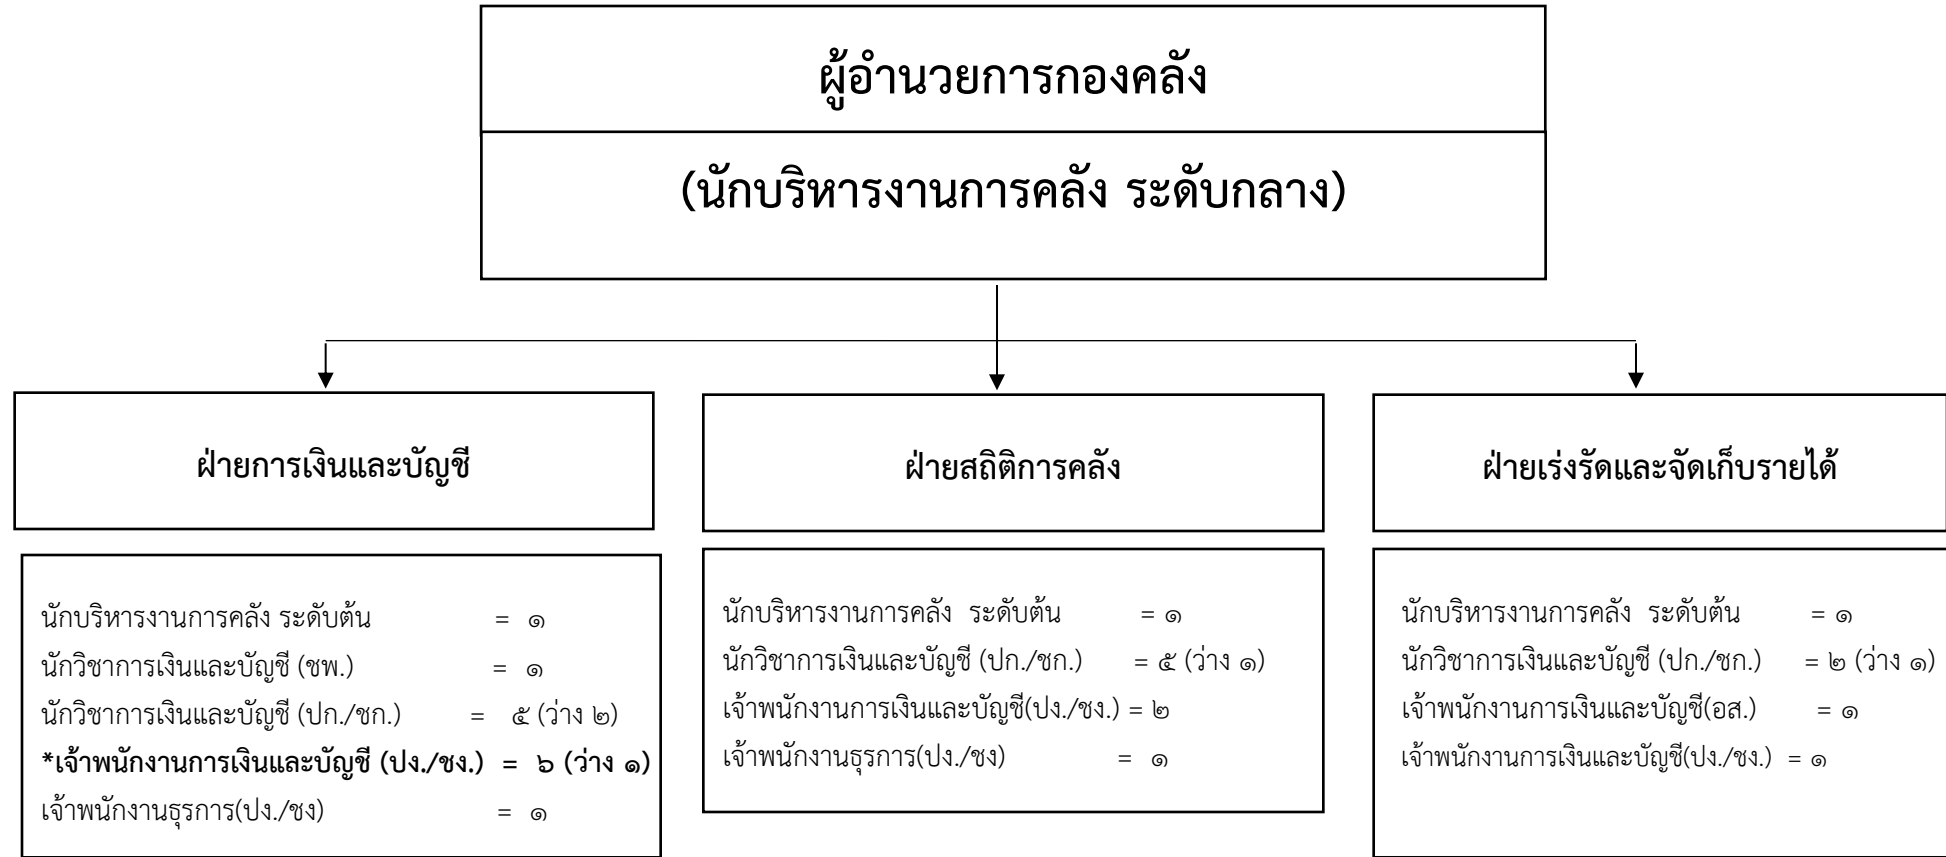 ผู้อำนวยการกองคลัง
(นักบริหารงานการคลัง ระดับกลาง)
ฝ่ายการเงินและบัญชี
นักบริหารงานการคลัง ระดับต้น = ๑
นักวิชาการเงินและบัญชี (ชพ.) = ๑
นักวิชาการเงินและบัญชี (ปก./ชก.) = ๕ (ว่าง ๒)
*เจ้าพนักงานการเงินและบัญชี (ปง./ชง.) = ๖ (ว่าง ๑)
เจ้าพนักงานธุรการ(ปง./ชง) = ๑
ฝ่ายสถิติการคลัง
นักบริหารงานการคลัง ระดับต้น = ๑
นักวิชาการเงินและบัญชี (ปก./ชก.) = ๕ (ว่าง ๑)
เจ้าพนักงานการเงินและบัญชี(ปง./ชง.) = ๒
เจ้าพนักงานธุรการ(ปง./ชง) = ๑
ฝ่ายเร่งรัดและจัดเก็บรายได้
นักบริหารงานการคลัง ระดับต้น = ๑
นักวิชาการเงินและบัญชี (ปก./ชก.) = ๒ (ว่าง ๑)
เจ้าพนักงานการเงินและบัญชี(อส.) = ๑
เจ้าพนักงานการเงินและบัญชี(ปง./ชง.) = ๑